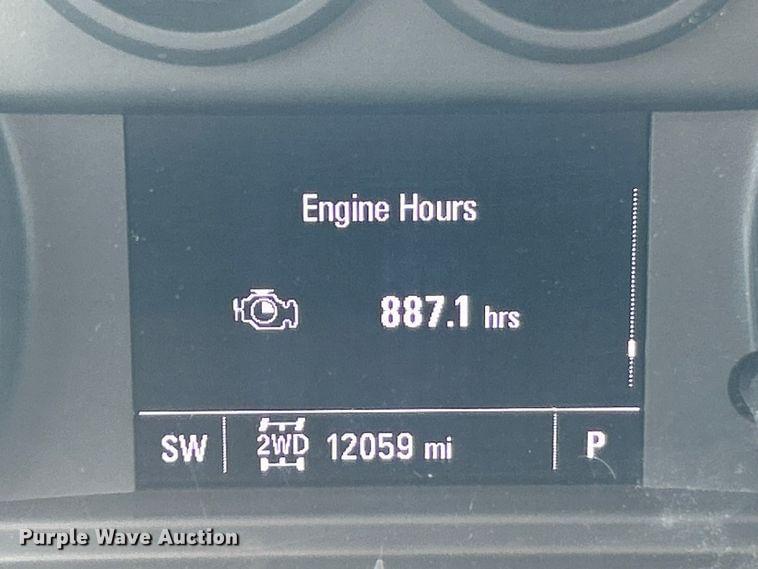 Engine Hours
887.1 hrs
SW 2WD 12059 mi P
Purple Wave Auction